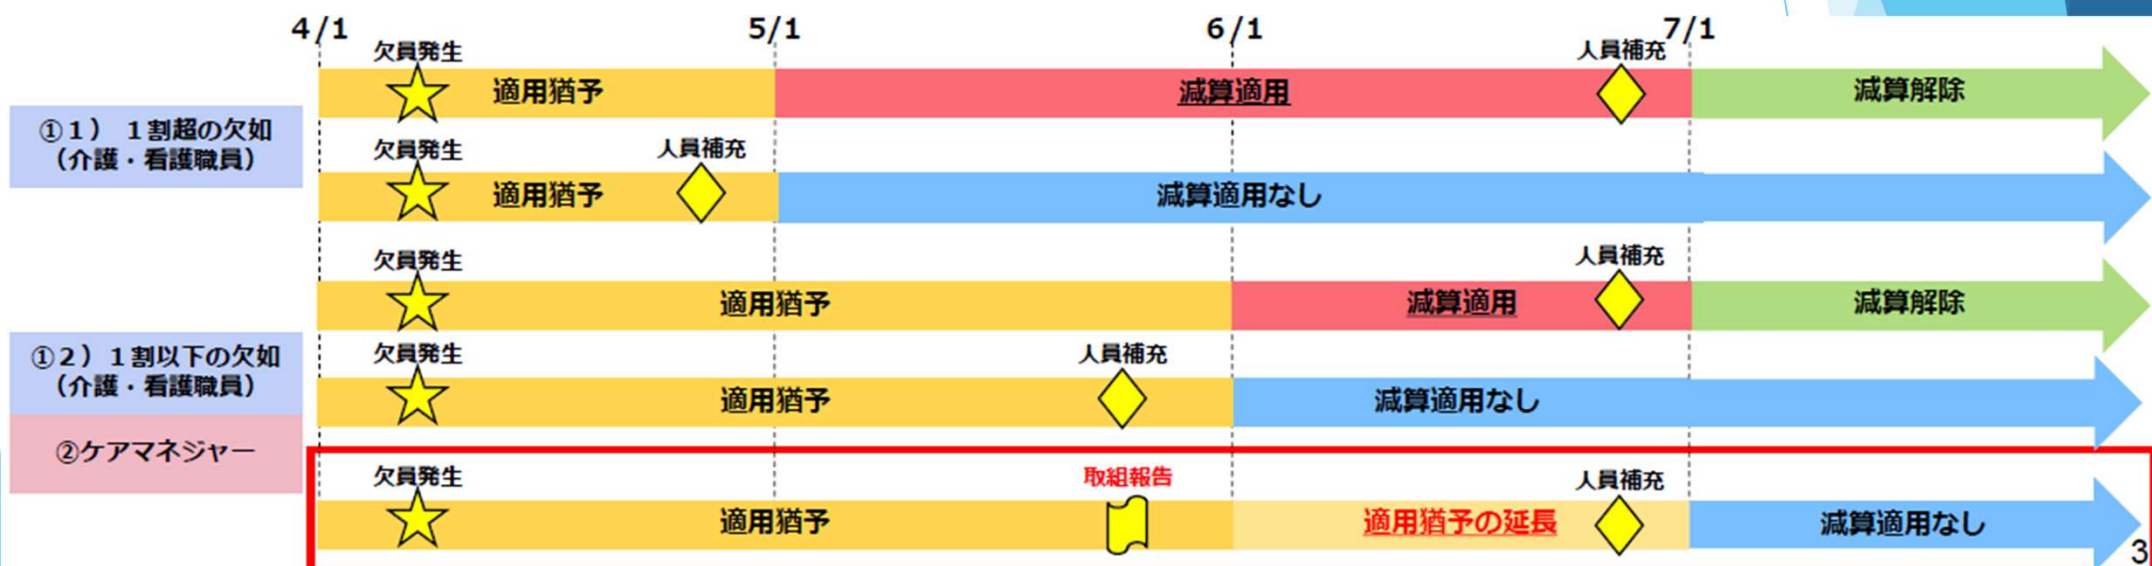 4/1
5/1
6/1
7/1
欠員発生
人員補充
適用猶予
減算適用
減算解除
①1） 1割超の欠如
（介護・看護職員）
欠員発生
人員補充
適用猶予
減算適用なし
欠員発生
人員補充
適用猶予
減算適用
減算解除
①2）1割以下の欠如
（介護・看護職員）
欠員発生
人員補充
適用猶予
減算適用なし
②ケアマネジャー
欠員発生
取組報告
人員補充
適用猶予
適用猶予の延長
減算適用なし
3